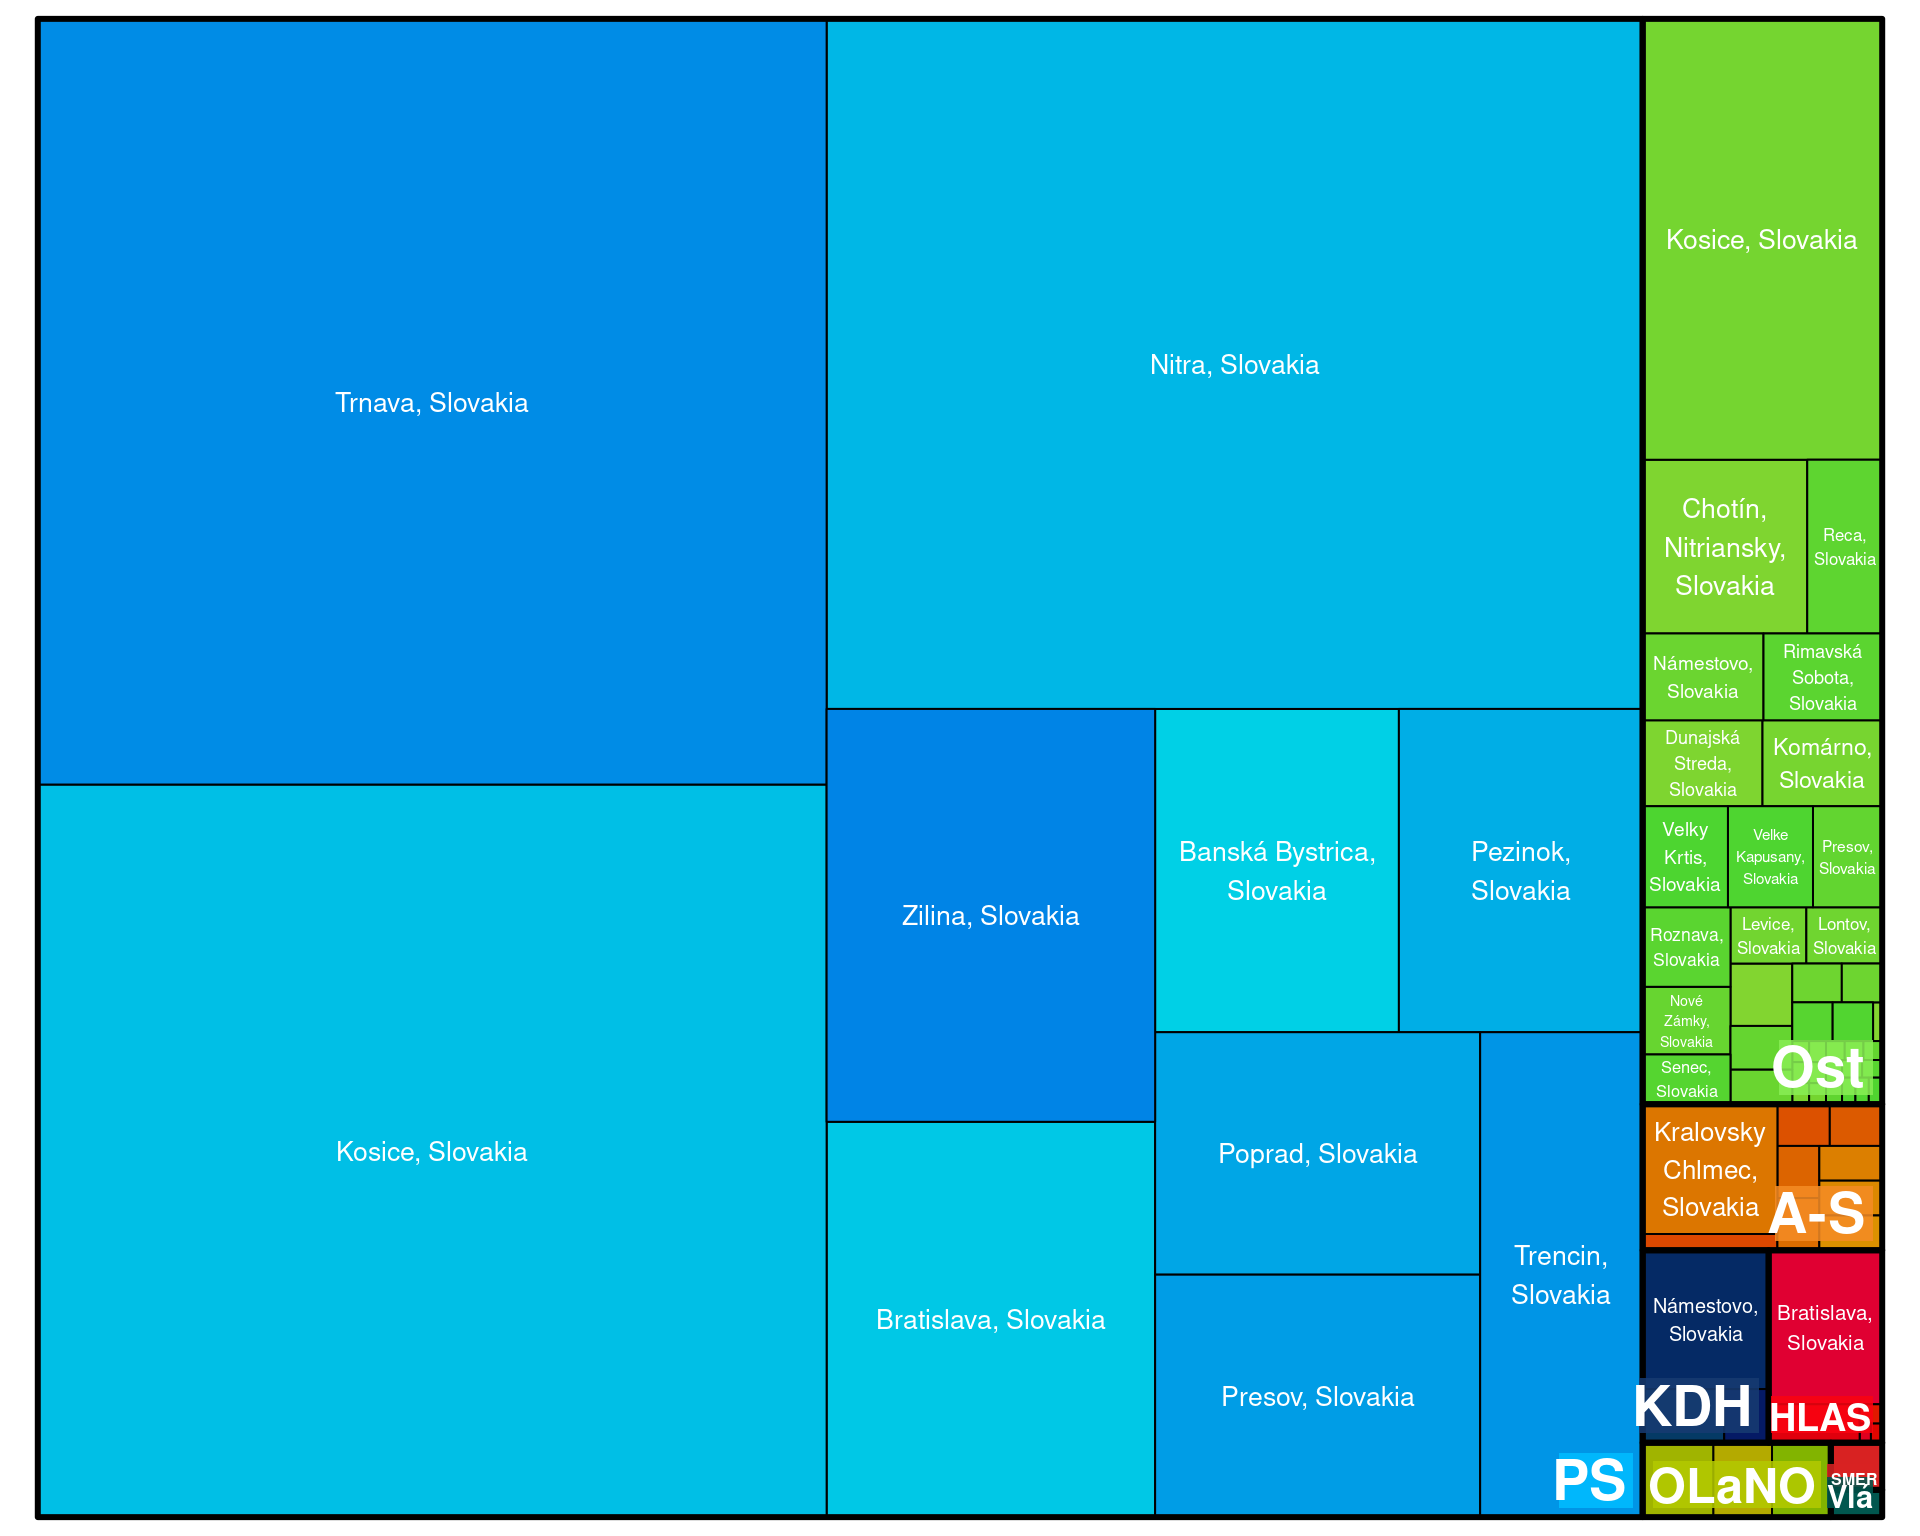 Trnava, Slovakia
Nitra, Slovakia
Kosice, Slovakia
Zilina, Slovakia
Banská Bystrica,
Slovakia
Pezinok,
Slovakia
Bratislava, Slovakia
Poprad, Slovakia
Presov, Slovakia
Trencin,
Slovakia
PS
Kosice, Slovakia
Chotín,
Nitriansky,
Slovakia
Reca,
Slovakia
Námestovo,
Slovakia
Rimavská
Sobota,
Slovakia
Dunajská
Streda,
Slovakia
Komárno,
Slovakia
Velky
Krtis,
Slovakia
Velke
Kapusany,
Slovakia
Presov,
Slovakia
Roznava,
Slovakia
Levice,
Slovakia
Lontov,
Slovakia
Nové
Zámky,
Slovakia
Senec,
Slovakia
Ost
Kralovsky
Chlmec,
Slovakia
A-S
Námestovo,
Slovakia
KDH
Bratislava,
Slovakia
HLAS
OLaNO
SMER
Vlá